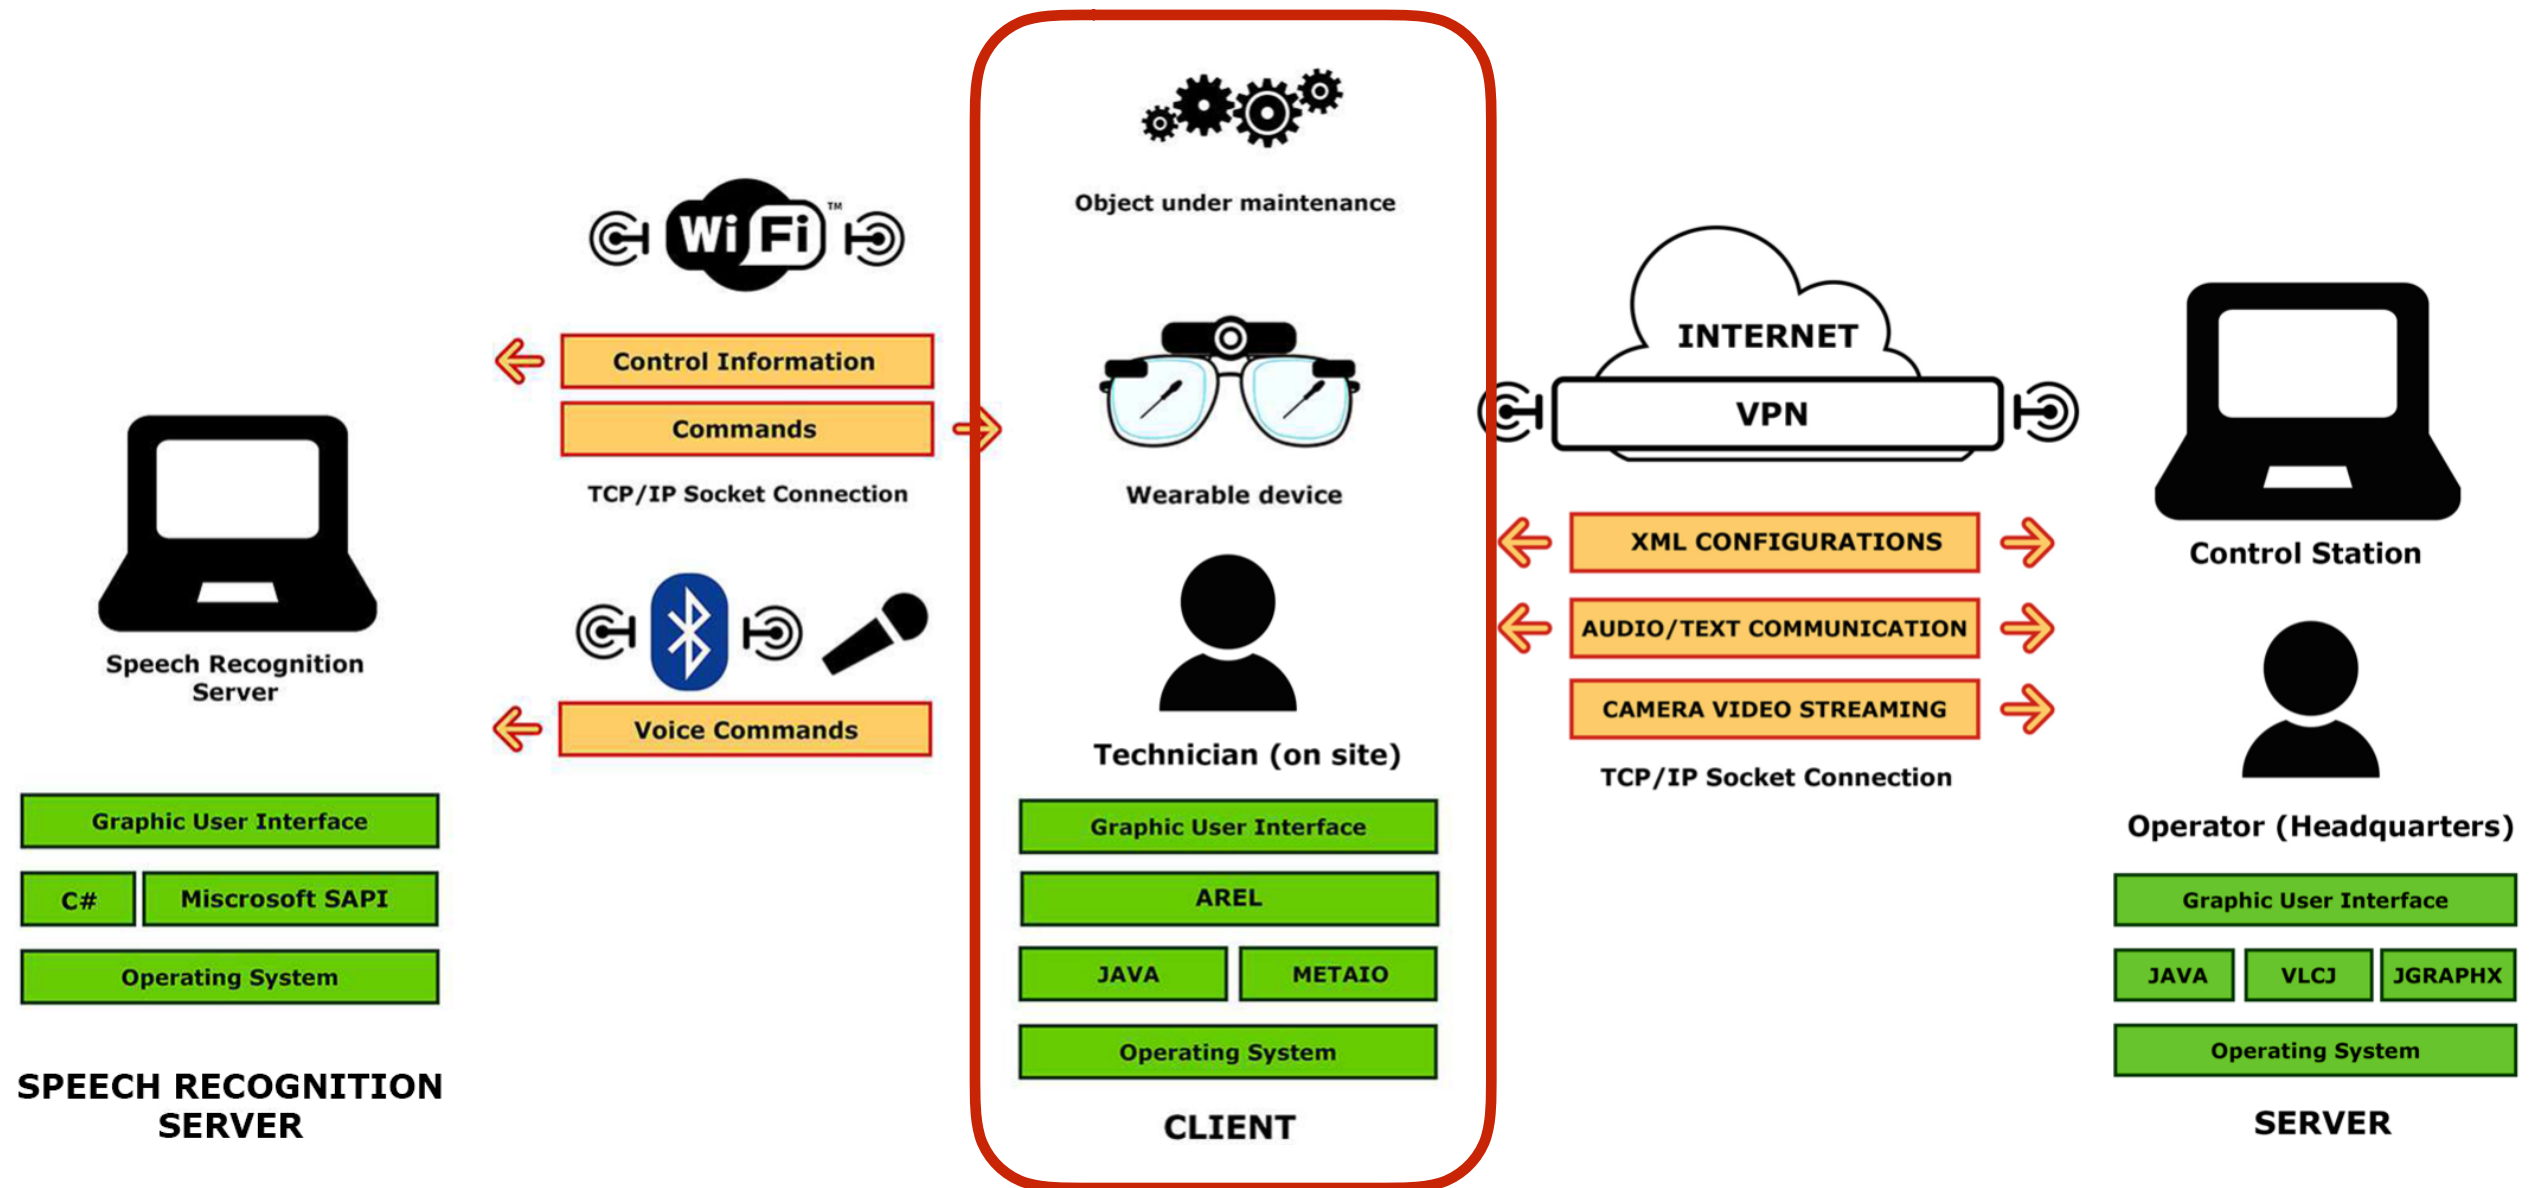 Speech Recognition
Server
Graphic User Interface
C#
Miscrosoft SAPI
Operating System
SPEECH RECOGNITION
SERVER
Wi Fi TM
Control Information
Commands
TCP/IP Socket Connection
Voice Commands
Object under maintenance
Wearable device
Technician (on site)
Graphic User Interface
AREL
JAVA
METAIO
Operating System
CLIENT
INTERNET
VPN
XML CONFIGURATIONS
AUDIO/TEXT COMMUNICATION
CAMERA VIDEO STREAMING
TCP/IP Socket Connection
Control Station
Operator (Headquarters)
Graphic User Interface
JAVA
VLCJ
JGRAPHX
Operating System
SERVER